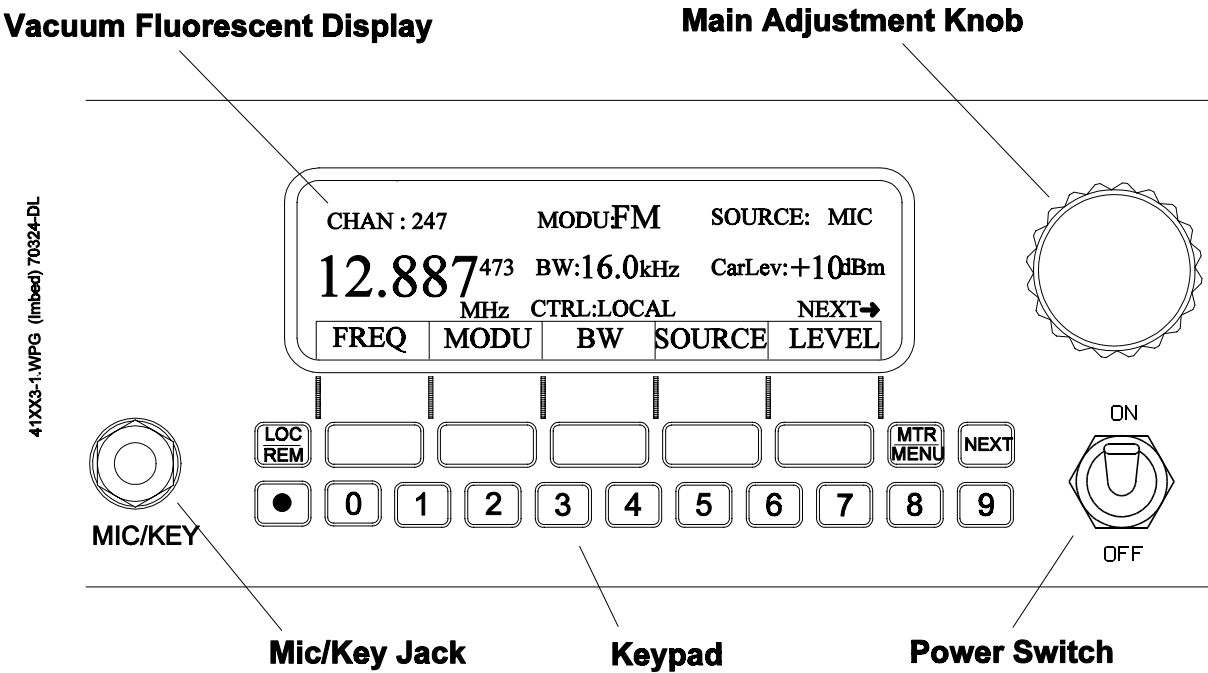 Vacuum Fluorescent Display
Main Adjustment Knob
41XX3-1.WPG (Imbed) 70324-DL
CHAN : 247 MODU:FM SOURCE: MIC
12.887473 BW:16.0kHz CarLev:+10dBm
MHz CTRL:LOCAL NEXT➔
FREQ MODU BW SOURCE LEVEL
ON
LOC
REM
MTR
MENU
NEXT
● 0 1 2 3 4 5 6 7 8 9
MIC/KEY
OFF
Mic/Key Jack
Keypad
Power Switch